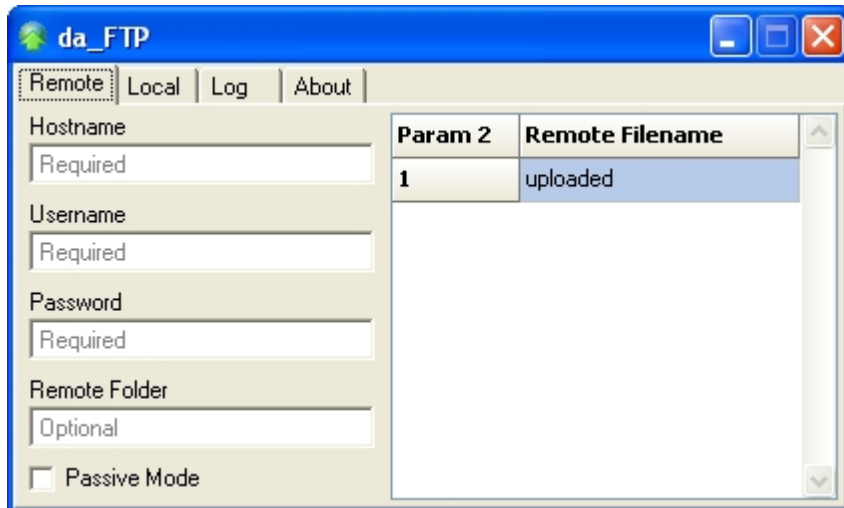 da_FTP
Remote Local Log About
Hostname
Required
Username
Required
Password
Required
Remote Folder
Optional
Passive Mode
Param 2 Remote Filename
1 uploaded